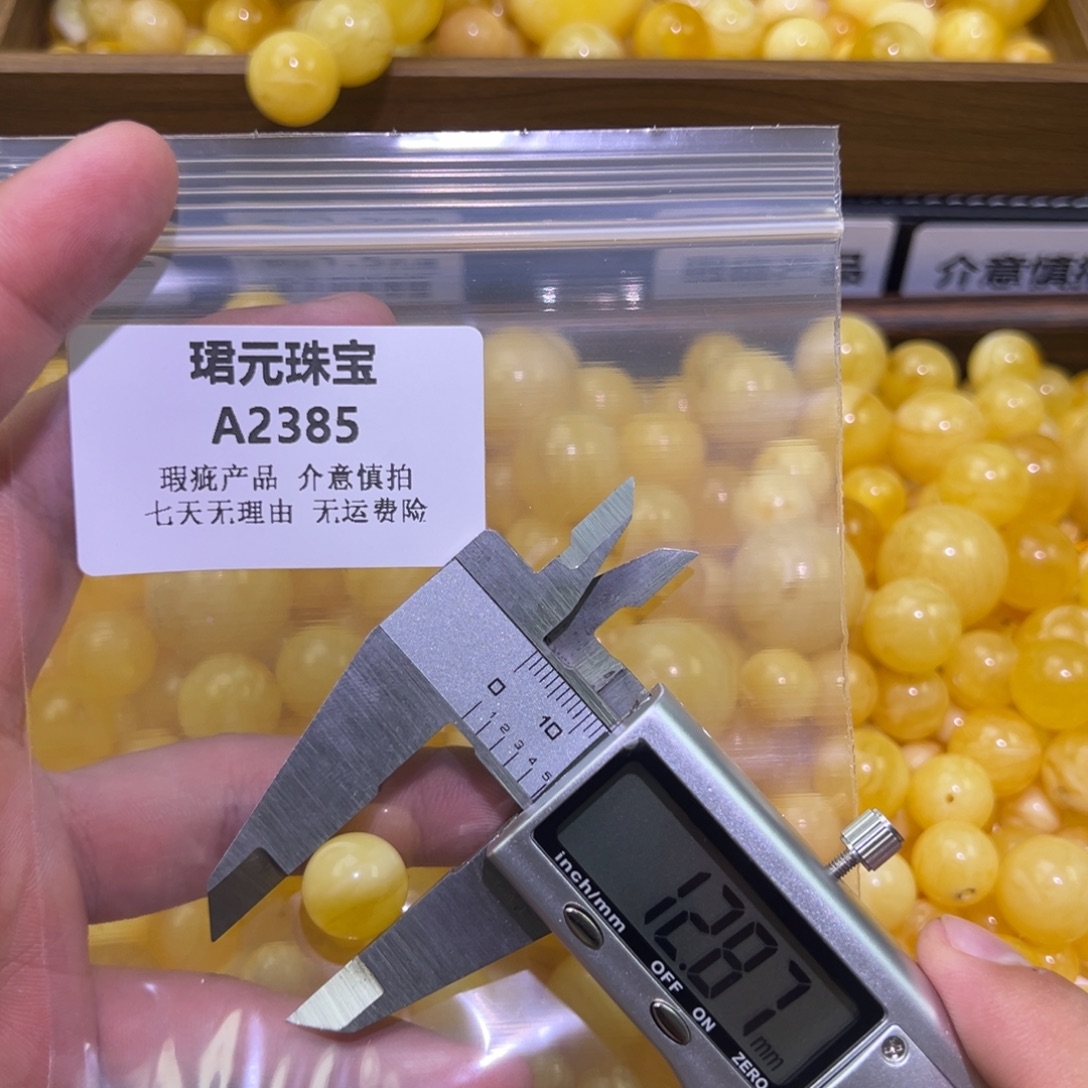 珺元珠宝
A2385
瑕疵产品 介意慎拍
七天无理由 无运费险
品
介意慎拍
0
10
1 2 3 4 5
inch/mm
OFF ON
ZERO
12.87
mm